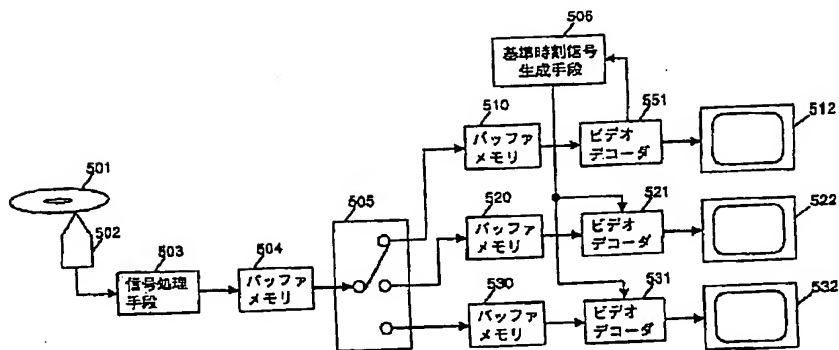 506
基準時刻信号
生成手段
510
バッファ
メモリ
551
ビデオ
デコーダ
512
501
502
503
信号処理
手段
504
バッファ
メモリ
505
520
バッファ
メモリ
521
ビデオ
デコーダ
522
530
バッファ
メモリ
531
ビデオ
デコーダ
532